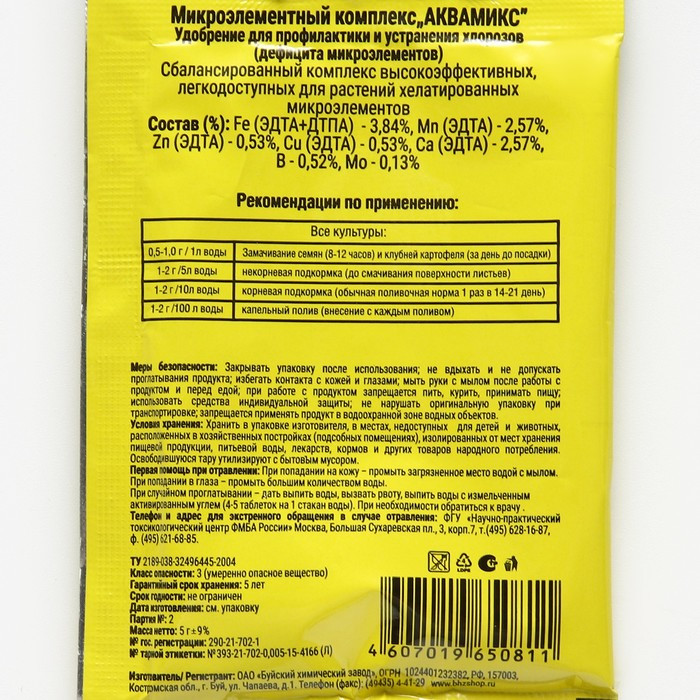 Микроэлементный комплекс„АКВАМИКС”
Удобрение для профилактики и устранения хлорозов
(дефицита микроэлементов)
Сбалансированный комплекс высокоэффективных,
легкодоступных для растений хелатированных
микроэлементов
Состав (%): Fe (ЭДТА+ДТПА) - 3,84%, Mn (ЭДТА) - 2,57%,
Zn (ЭДТА) - 0,53%, Cu (ЭДТА) - 0,53%, Ca (ЭДТА) - 2,57%,
B - 0,52%, Mo - 0,13%
Рекомендации по применению:
Все культуры:
0,5-1,0 г / 1л воды Замачивание семян (8-12 часов) и клубней картофеля (за день до посадки)
1-2 г /5л воды некорневая подкормка (до смачивания поверхности листьев)
1-2 г /10л воды корневая подкормка (обычная поливочная норма 1 раз в 14-21 день)
1-2 г /100 л воды капельный полив (внесение с каждым поливом)
Меры безопасности: Закрывать упаковку после использования; не вдыхать и не допускать
проглатывания продукта; избегать контакта с кожей и глазами; мыть руки с мылом после работы с
продуктом и перед едой; при работе с продуктом запрещается пить, курить, принимать пищу;
использовать средства индивидуальной защиты; не нарушать оригинальную упаковку при
транспортировке; запрещается применять продукт в водоохранной зоне водных объектов.
Условия хранения: Хранить в упаковке изготовителя, в местах, недоступных для детей и животных,
расположенных в хозяйственных постройках (подсобных помещениях), изолированных от мест хранения
пищевой продукции, питьевой воды, лекарств, кормов и других товаров народного потребления.
Освободившуюся тару утилизируют с бытовым мусором.
Первая помощь при отравлении: При попадании на кожу – промыть загрязненное место водой с мылом.
При попадании в глаза – промыть большим количеством воды.
При случайном проглатывании – дать выпить воды, вызвать рвоту, выпить воды с измельченным
активированным углем (4-5 таблеток на 1 стакан воды). При необходимости обратиться к врачу .
Телефон и адрес для экстренного обращения в случае отравления: ФГУ «Научно-практический
токсикологический центр ФМБА России» Москва, Большая Сухаревская пл., 3, корп.7, т.(495) 628-16-87,
ф. (495) 621-68-85.
ТУ 2189-038-32496445-2004
Класс опасности: 3 (умеренно опасное вещество)
Гарантийный срок хранения: 5 лет
Срок годности: не ограничен
Дата изготовления: см. упаковку
Партия №: 2
Масса нетто: 5 г±9%
№ гос. регистрации: 290-21-702-1
№ тарной этикетки: №393-21-702-1,0,005-15-4166 (Л)
4 LDPE
4 607019 650811
Изготовитель/ Регистрант: ОАО «Буйский химический завод», ОГРН 1024401232382, РФ, 157003,
Костромская обл., г. Буй, ул. Чапаева, д.1. Телефон (факс): (49435) 4-41-29 www.bhzshop.ru